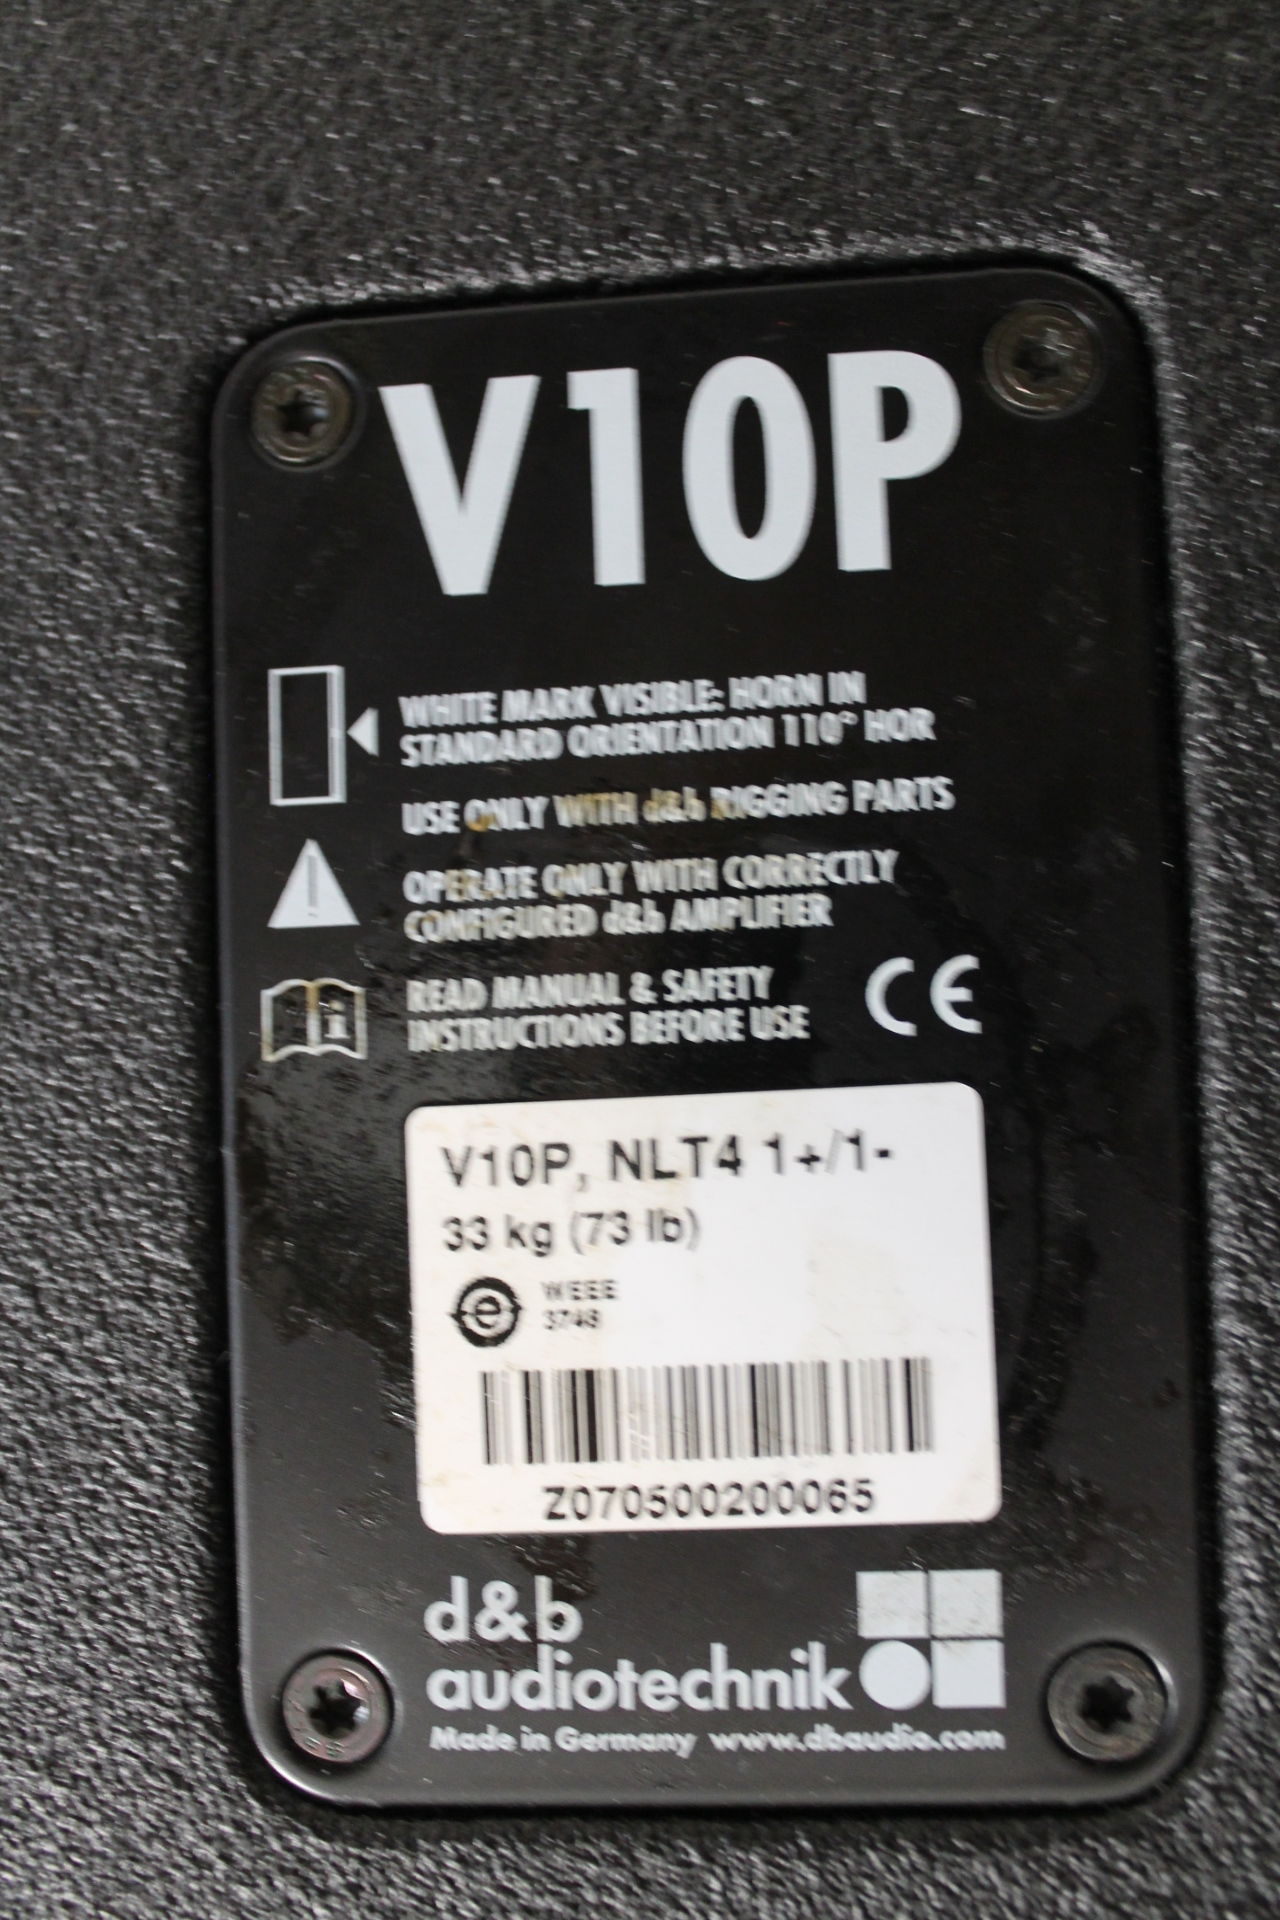 V10P
WHITE MARK VISIBLE: HORN IN
STANDARD ORIENTATION 110° HOR
USE ONLY WITH d&b RIGGING PARTS
OPERATE ONLY WITH CORRECTLY
CONFIGURED d&b AMPLIFIER
READ MANUAL & SAFETY
INSTRUCTIONS BEFORE USE
CE
V10P, NLT4 1+/1-
33 kg (73 lb)
e
WEEE
3748
Z070500200065
d&b
audiotechnik
Made in Germany www.dbaudio.com